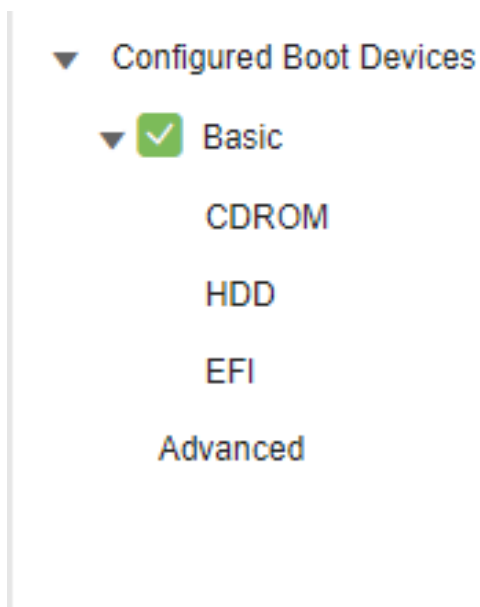 Configured Boot Devices
Basic
CDROM
HDD
EFI
Advanced